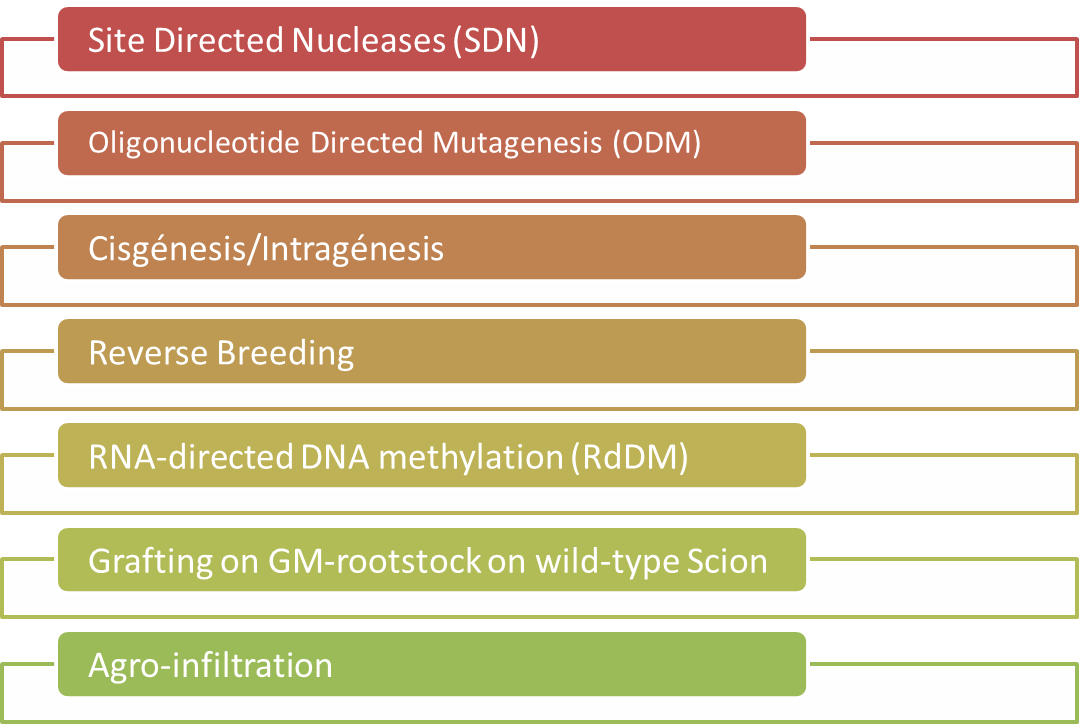 Site Directed Nucleases (SDN)
Oligonucleotide Directed Mutagenesis (ODM)
Cisgénesis/Intragénesis
Reverse Breeding
RNA-directed DNA methylation (RdDM)
Grafting on GM-rootstock on wild-type Scion
Agro-infiltration